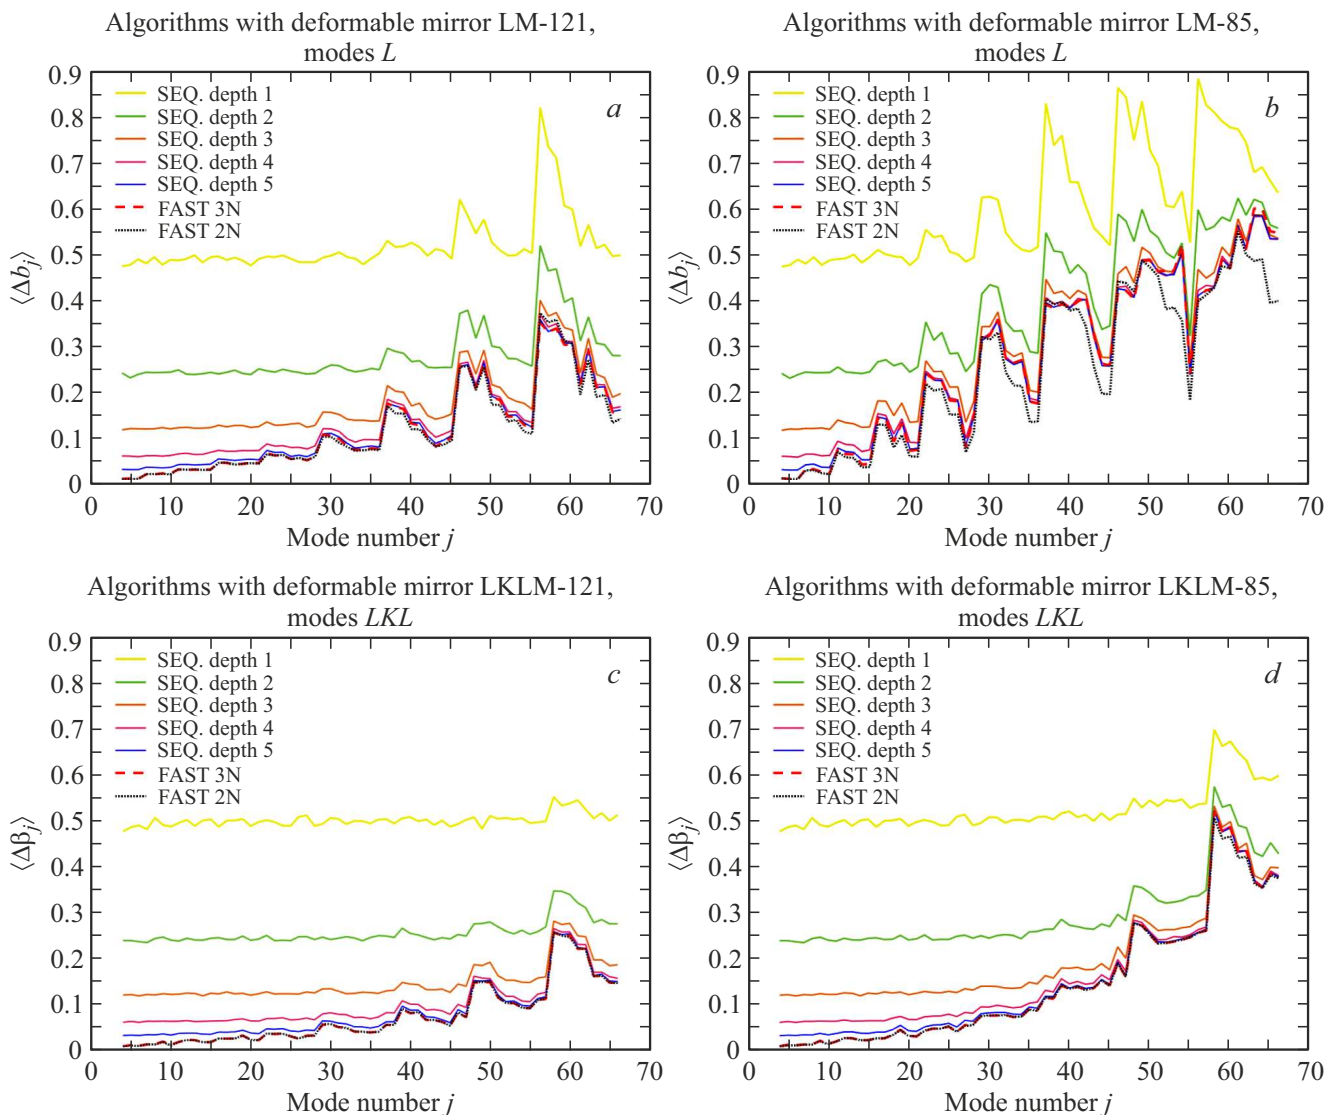 Algorithms with deformable mirror LM-121,
modes L
0.9
0.8
0.7
0.6
0.5
0.4
0.3
0.2
0.1
0
⟨Δb_j⟩
SEQ. depth 1
SEQ. depth 2
SEQ. depth 3
SEQ. depth 4
SEQ. depth 5
FAST 3N
FAST 2N
a
0 10 20 30 40 50 60 70
Mode number j
Algorithms with deformable mirror LM-85,
modes L
0.9
0.8
0.7
0.6
0.5
0.4
0.3
0.2
0.1
0
⟨Δb_j⟩
SEQ. depth 1
SEQ. depth 2
SEQ. depth 3
SEQ. depth 4
SEQ. depth 5
FAST 3N
FAST 2N
b
0 10 20 30 40 50 60 70
Mode number j
Algorithms with deformable mirror LKLM-121,
modes LKL
0.9
0.8
0.7
0.6
0.5
0.4
0.3
0.2
0.1
0
⟨Δβ_j⟩
SEQ. depth 1
SEQ. depth 2
SEQ. depth 3
SEQ. depth 4
SEQ. depth 5
FAST 3N
FAST 2N
c
0 10 20 30 40 50 60 70
Mode number j
Algorithms with deformable mirror LKLM-85,
modes LKL
0.9
0.8
0.7
0.6
0.5
0.4
0.3
0.2
0.1
0
⟨Δβ_j⟩
SEQ. depth 1
SEQ. depth 2
SEQ. depth 3
SEQ. depth 4
SEQ. depth 5
FAST 3N
FAST 2N
d
0 10 20 30 40 50 60 70
Mode number j